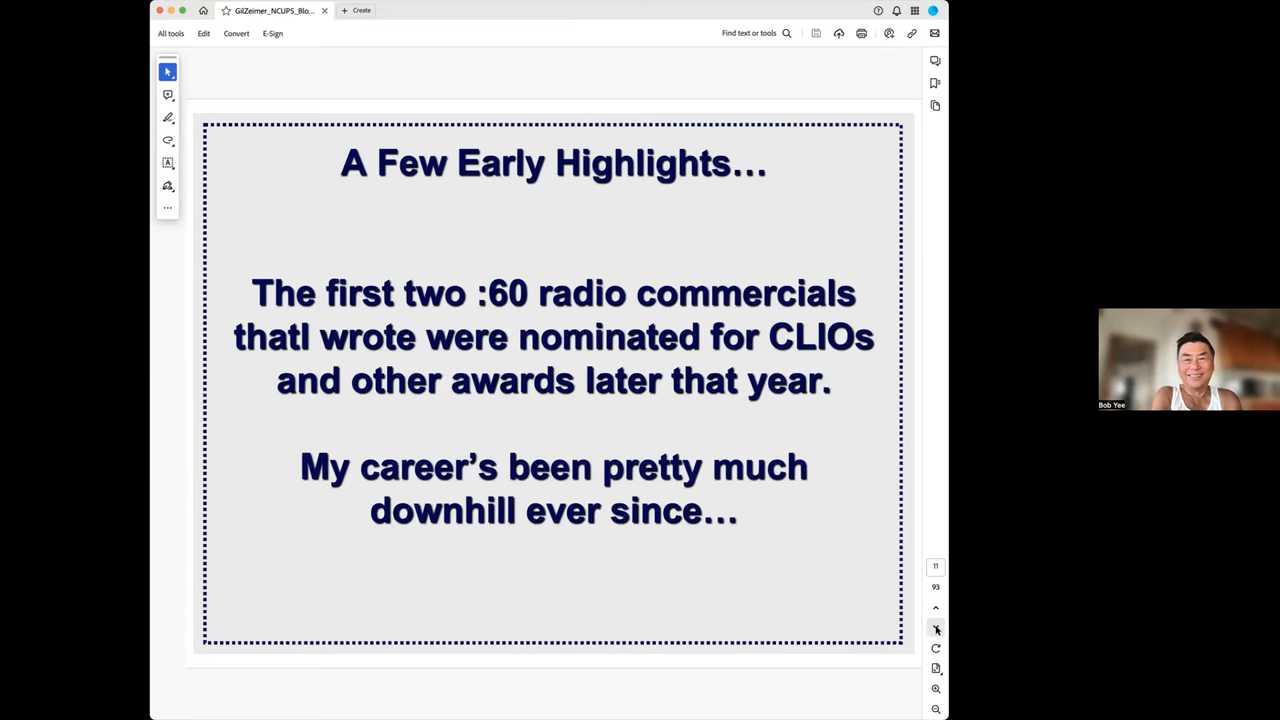 GilZeimer_NCUPS_Blo...
Create
All tools
Edit
Convert
E-Sign
Find text or tools
A Few Early Highlights…
The first two :60 radio commercials
thatI wrote were nominated for CLIOs
and other awards later that year.
My career’s been pretty much
downhill ever since…
11
93
Bob Yee